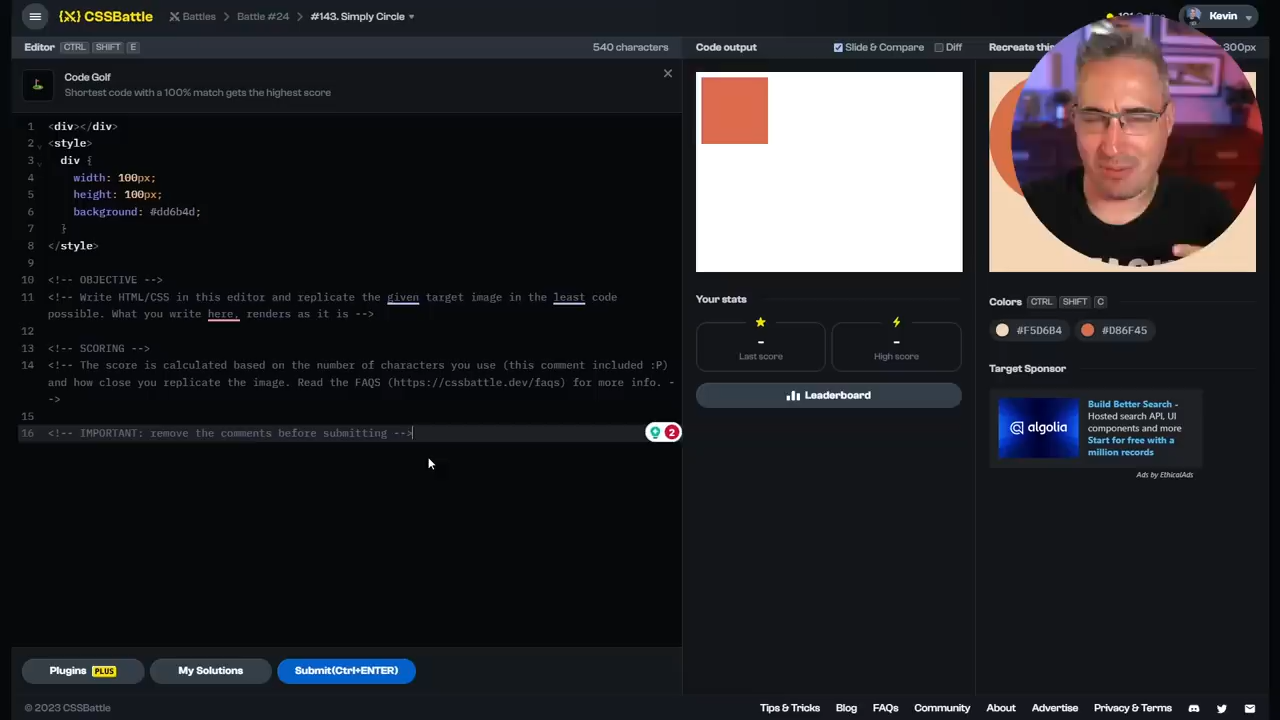 CSSBattle
Battles
Battle #24
#143. Simply Circle
Kevin
Editor CTRL SHIFT E
540 characters
Code output
Slide & Compare
Diff
Recreate this
300px
Code Golf
Shortest code with a 100% match gets the highest score
1 <div></div>
2 <style>
3 div {
4 width: 100px;
5 height: 100px;
6 background: #dd6b4d;
7 }
8 </style>
9
10 <!-- OBJECTIVE -->
11 <!-- Write HTML/CSS in this editor and replicate the given target image in the least code
possible. What you write here, renders as it is -->
12
13 <!-- SCORING -->
14 <!-- The score is calculated based on the number of characters you use (this comment included :P)
and how close you replicate the image. Read the FAQS (https://cssbattle.dev/faqs) for more info. -
->
15
16 <!-- IMPORTANT: remove the comments before submitting -->
2
Your stats
-
Last score
-
High score
Leaderboard
Colors CTRL SHIFT C
#F5D6B4
#D86F45
Target Sponsor
algolia
Build Better Search -
Hosted search API, UI
components and more
Start for free with a
million records
Ads by EthicalAds
Plugins PLUS
My Solutions
Submit(Ctrl+ENTER)
© 2023 CSSBattle
Tips & Tricks
Blog
FAQs
Community
About
Advertise
Privacy & Terms